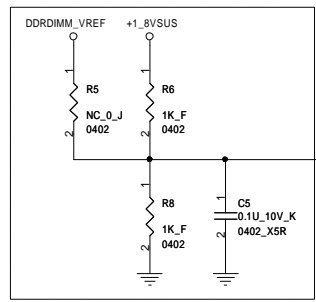 DDRDIMM_VREF +1_8VSUS
1 1
R5 R6
NC_0_J 1K_F
2 0402 2 0402
1 1
R8 C5
1K_F 0.1U_10V_K
2 0402 2 0402_X5R